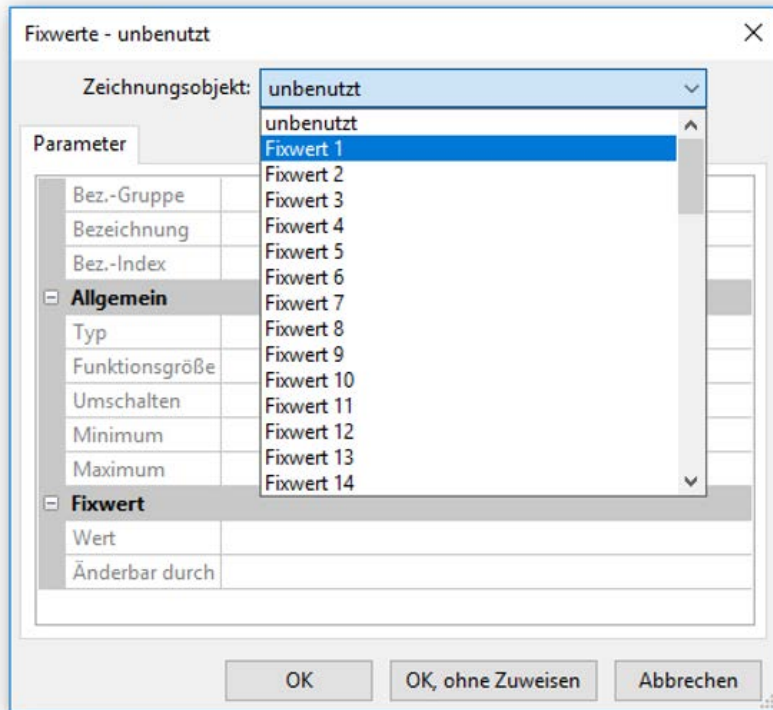 Fixwerte - unbenutzt
Zeichnungsobjekt: unbenutzt
unbenutzt
Fixwert 1
Fixwert 2
Fixwert 3
Fixwert 4
Fixwert 5
Fixwert 6
Fixwert 7
Fixwert 8
Fixwert 9
Fixwert 10
Fixwert 11
Fixwert 12
Fixwert 13
Fixwert 14
Parameter
Bez.-Gruppe
Bezeichnung
Bez.-Index
Allgemein
Typ
Funktionsgröße
Umschalten
Minimum
Maximum
Fixwert
Wert
Änderbar durch
OK OK, ohne Zuweisen Abbrechen